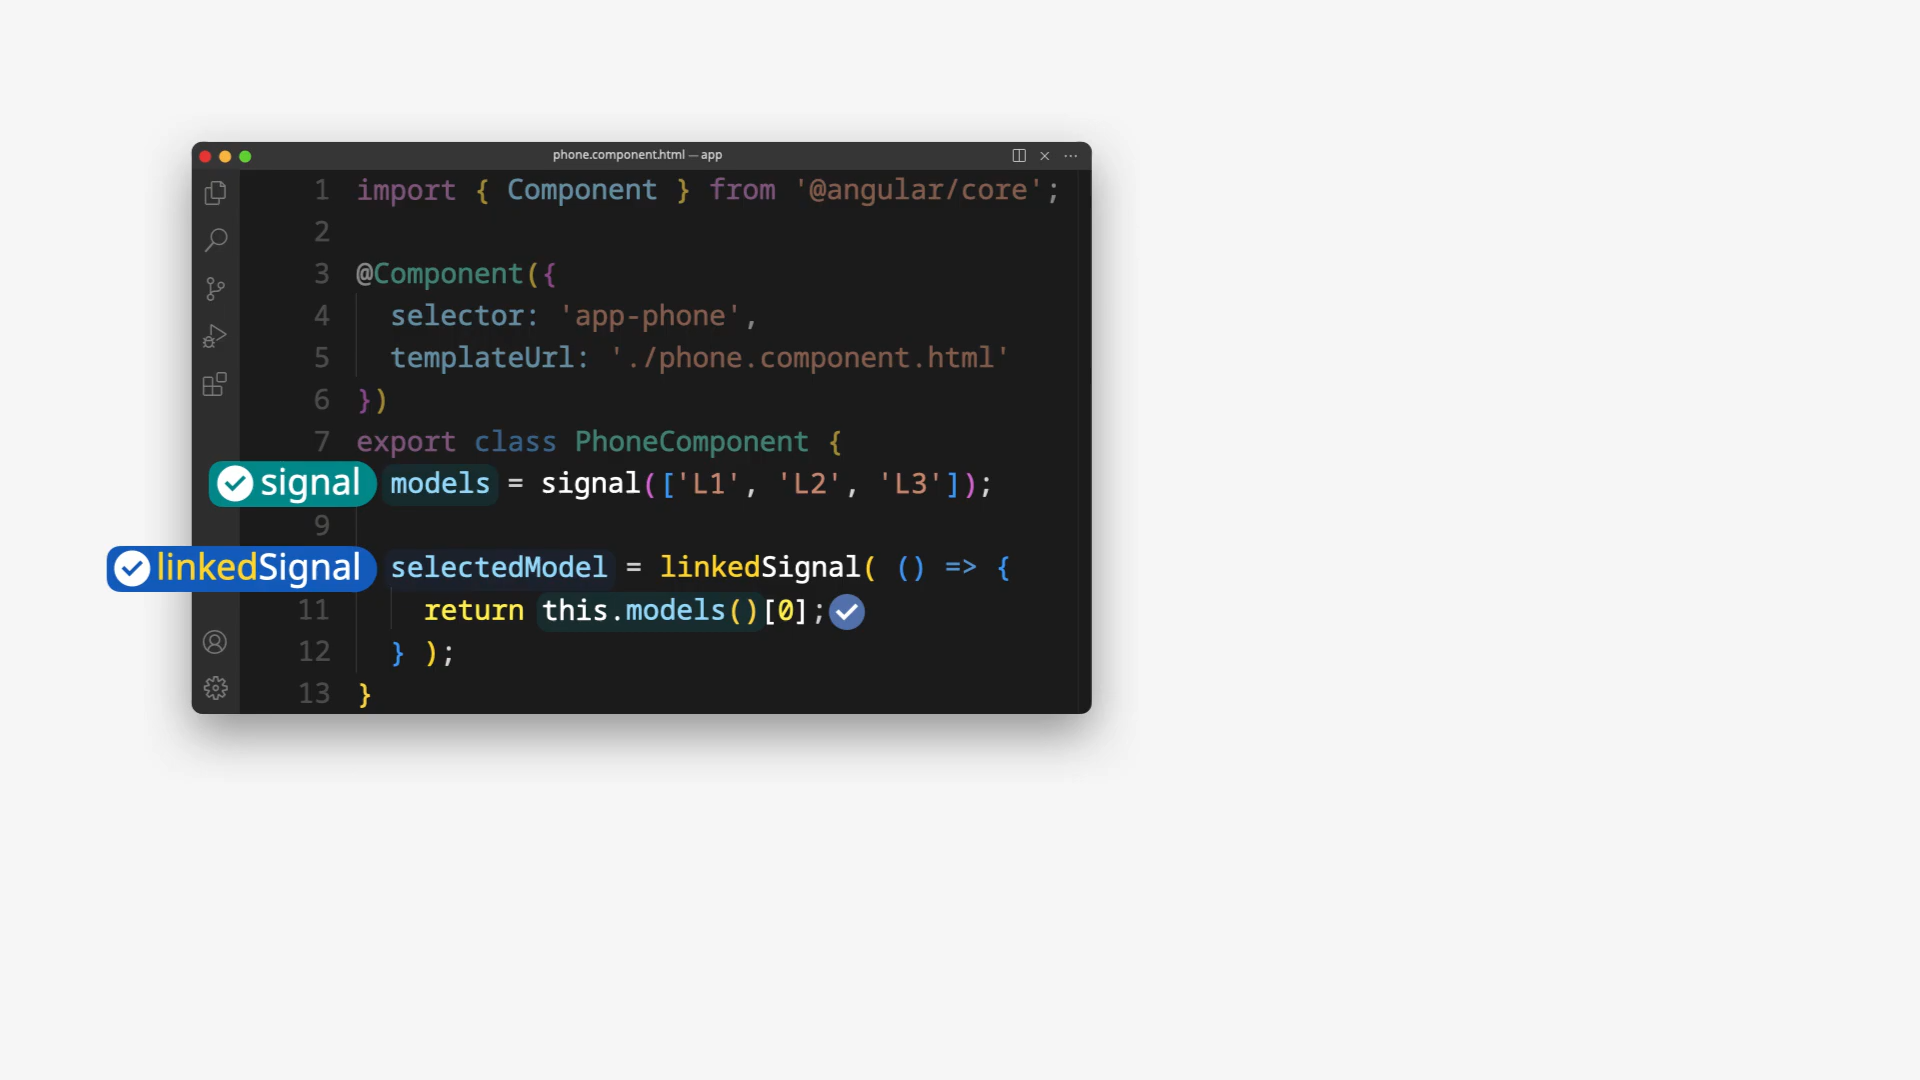 phone.component.html — app
1 import { Component } from '@angular/core';
2
3 @Component({
4 selector: 'app-phone',
5 templateUrl: './phone.component.html'
6 })
7 export class PhoneComponent {
signal models = signal(['L1', 'L2', 'L3']);
9
linkedSignal selectedModel = linkedSignal( () => {
11 return this.models()[0];
12 } );
13 }